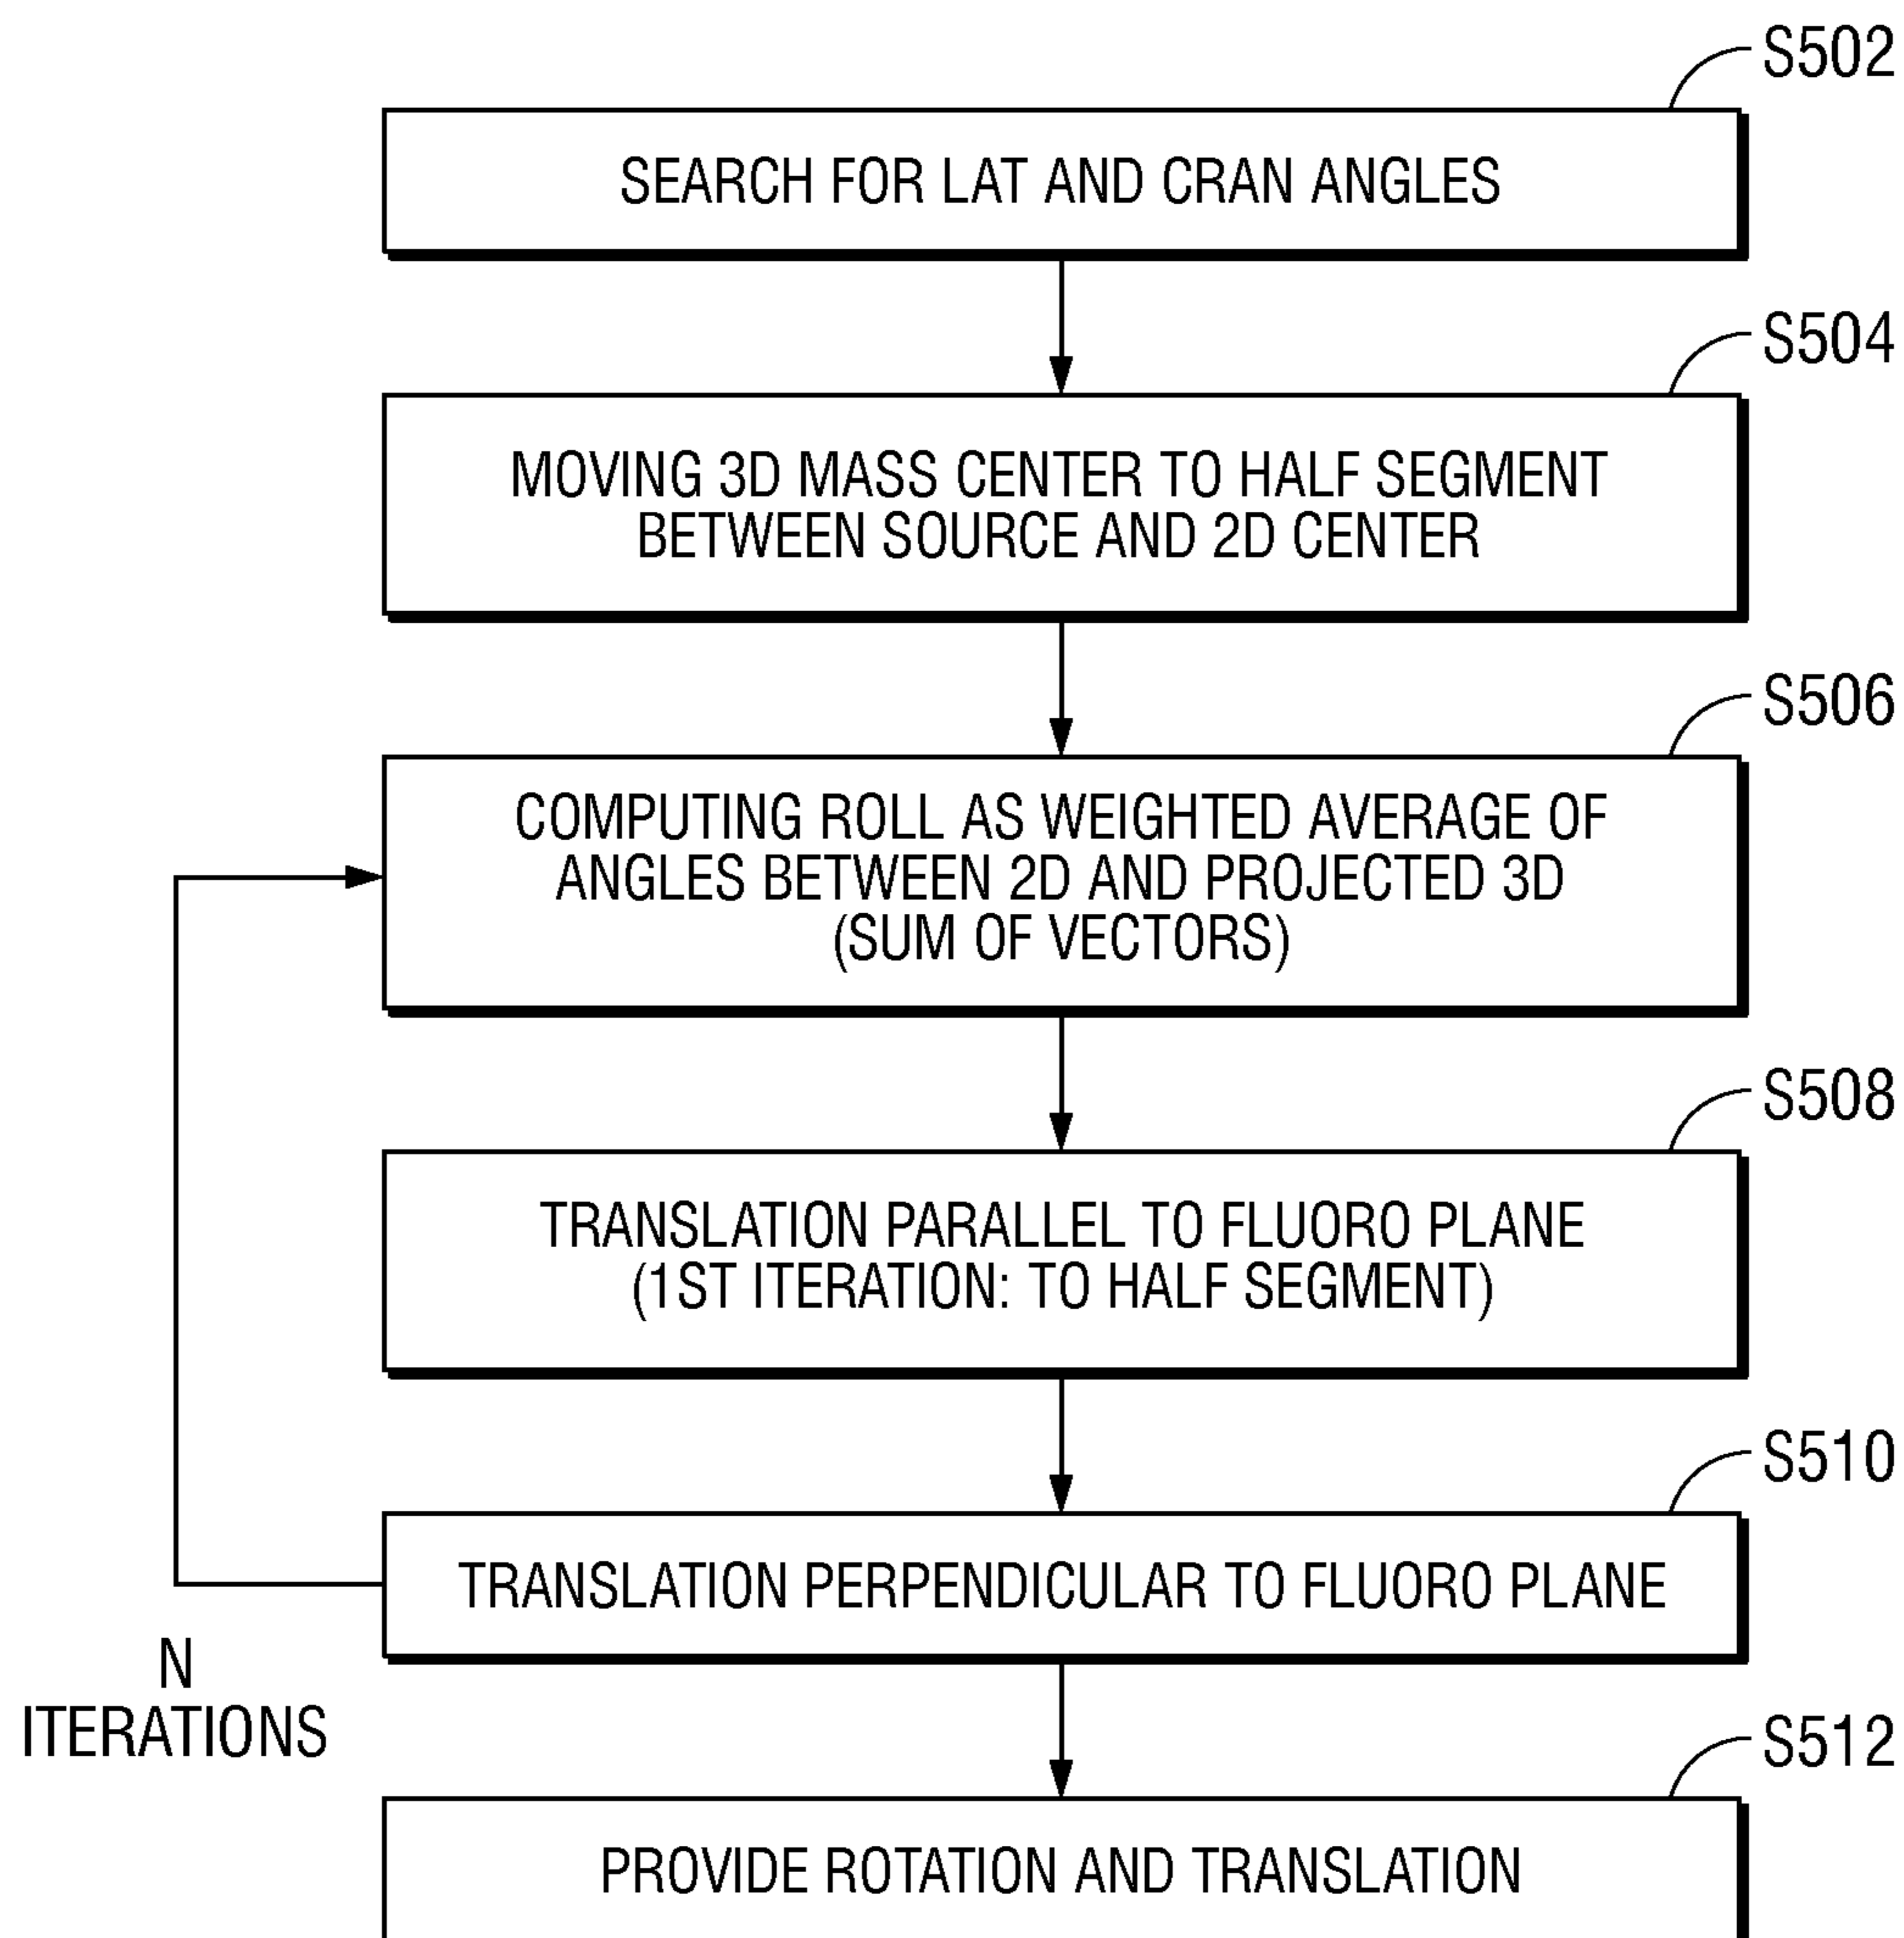 S502
SEARCH FOR LAT AND CRAN ANGLES
S504
MOVING 3D MASS CENTER TO HALF SEGMENT
BETWEEN SOURCE AND 2D CENTER
S506
COMPUTING ROLL AS WEIGHTED AVERAGE OF
ANGLES BETWEEN 2D AND PROJECTED 3D
(SUM OF VECTORS)
S508
TRANSLATION PARALLEL TO FLUORO PLANE
(1ST ITERATION: TO HALF SEGMENT)
S510
TRANSLATION PERPENDICULAR TO FLUORO PLANE
N
ITERATIONS
S512
PROVIDE ROTATION AND TRANSLATION